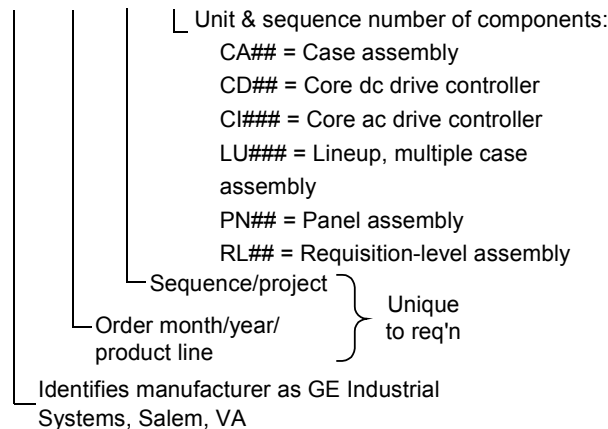 Unit & sequence number of components:
CA## = Case assembly
CD## = Core dc drive controller
CI### = Core ac drive controller
LU### = Lineup, multiple case
assembly
PN## = Panel assembly
RL## = Requisition-level assembly
Sequence/project
Unique
to req'n
Order month/year/
product line
Identifies manufacturer as GE Industrial
Systems, Salem, VA